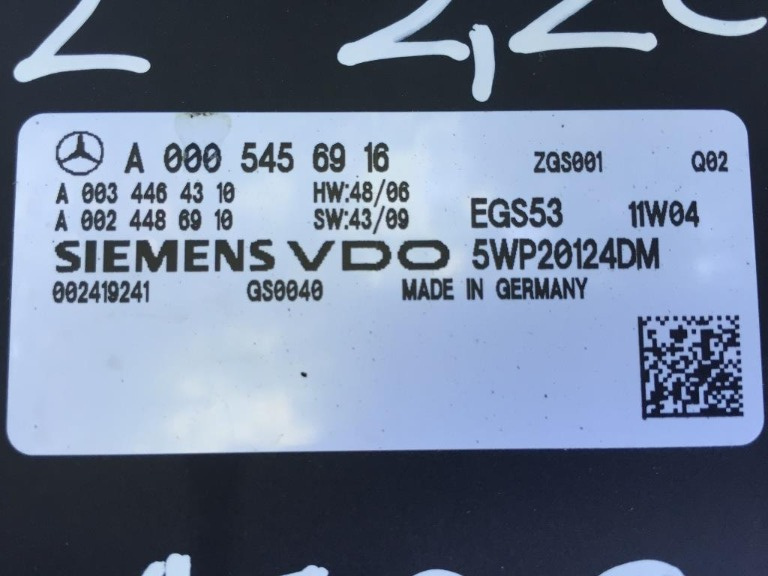 A 000 545 69 16 ZGS001 Q02
A 003 446 43 10 HW:48/06
A 002 448 69 10 SW:43/09 EGS53 11W04
SIEMENS VDO 5WP20124DM
002419241 GS0040 MADE IN GERMANY